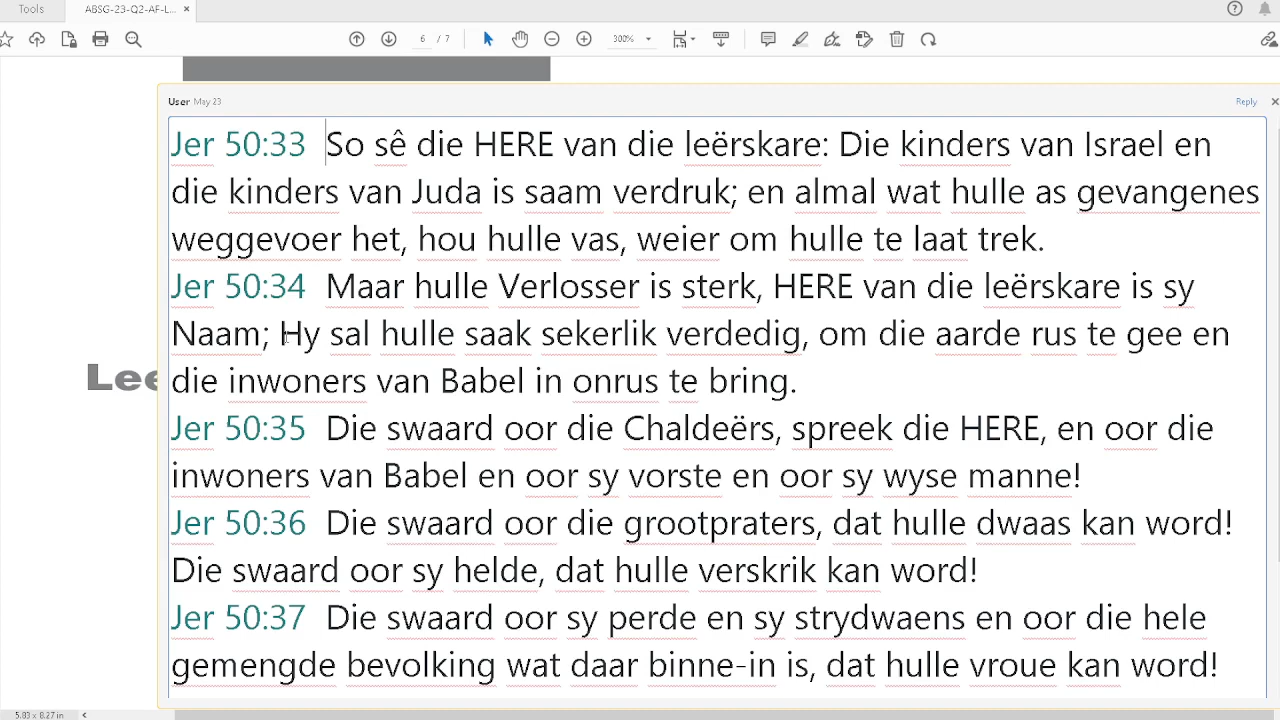 Tools
ABSG-23-Q2-AF-L... ×
6 / 7
300%
User May 23
Reply
Jer 50:33 So sê die HERE van die leërskare: Die kinders van Israel en
die kinders van Juda is saam verdruk; en almal wat hulle as gevangenes
weggevoer het, hou hulle vas, weier om hulle te laat trek.
Jer 50:34 Maar hulle Verlosser is sterk, HERE van die leërskare is sy
Naam; Hy sal hulle saak sekerlik verdedig, om die aarde rus te gee en
Lee
die inwoners van Babel in onrus te bring.
Jer 50:35 Die swaard oor die Chaldeërs, spreek die HERE, en oor die
inwoners van Babel en oor sy vorste en oor sy wyse manne!
Jer 50:36 Die swaard oor die grootpraters, dat hulle dwaas kan word!
Die swaard oor sy helde, dat hulle verskrik kan word!
Jer 50:37 Die swaard oor sy perde en sy strydwaens en oor die hele
gemengde bevolking wat daar binne-in is, dat hulle vroue kan word!
5.83 x 8.27 in